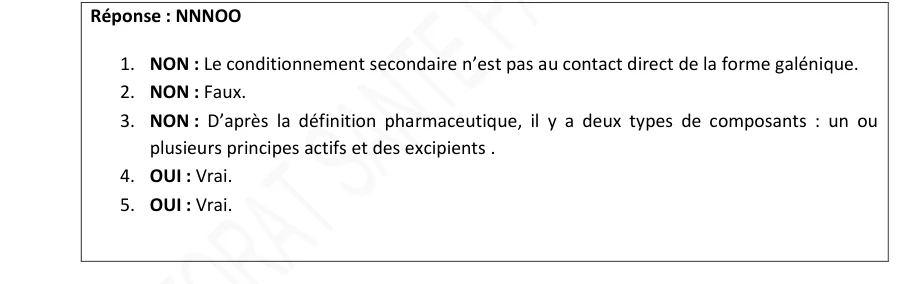 Réponse : NNNOO
1. NON : Le conditionnement secondaire n’est pas au contact direct de la forme galénique.
2. NON : Faux.
3. NON : D’après la définition pharmaceutique, il y a deux types de composants : un ou
plusieurs principes actifs et des excipients .
4. OUI : Vrai.
5. OUI : Vrai.